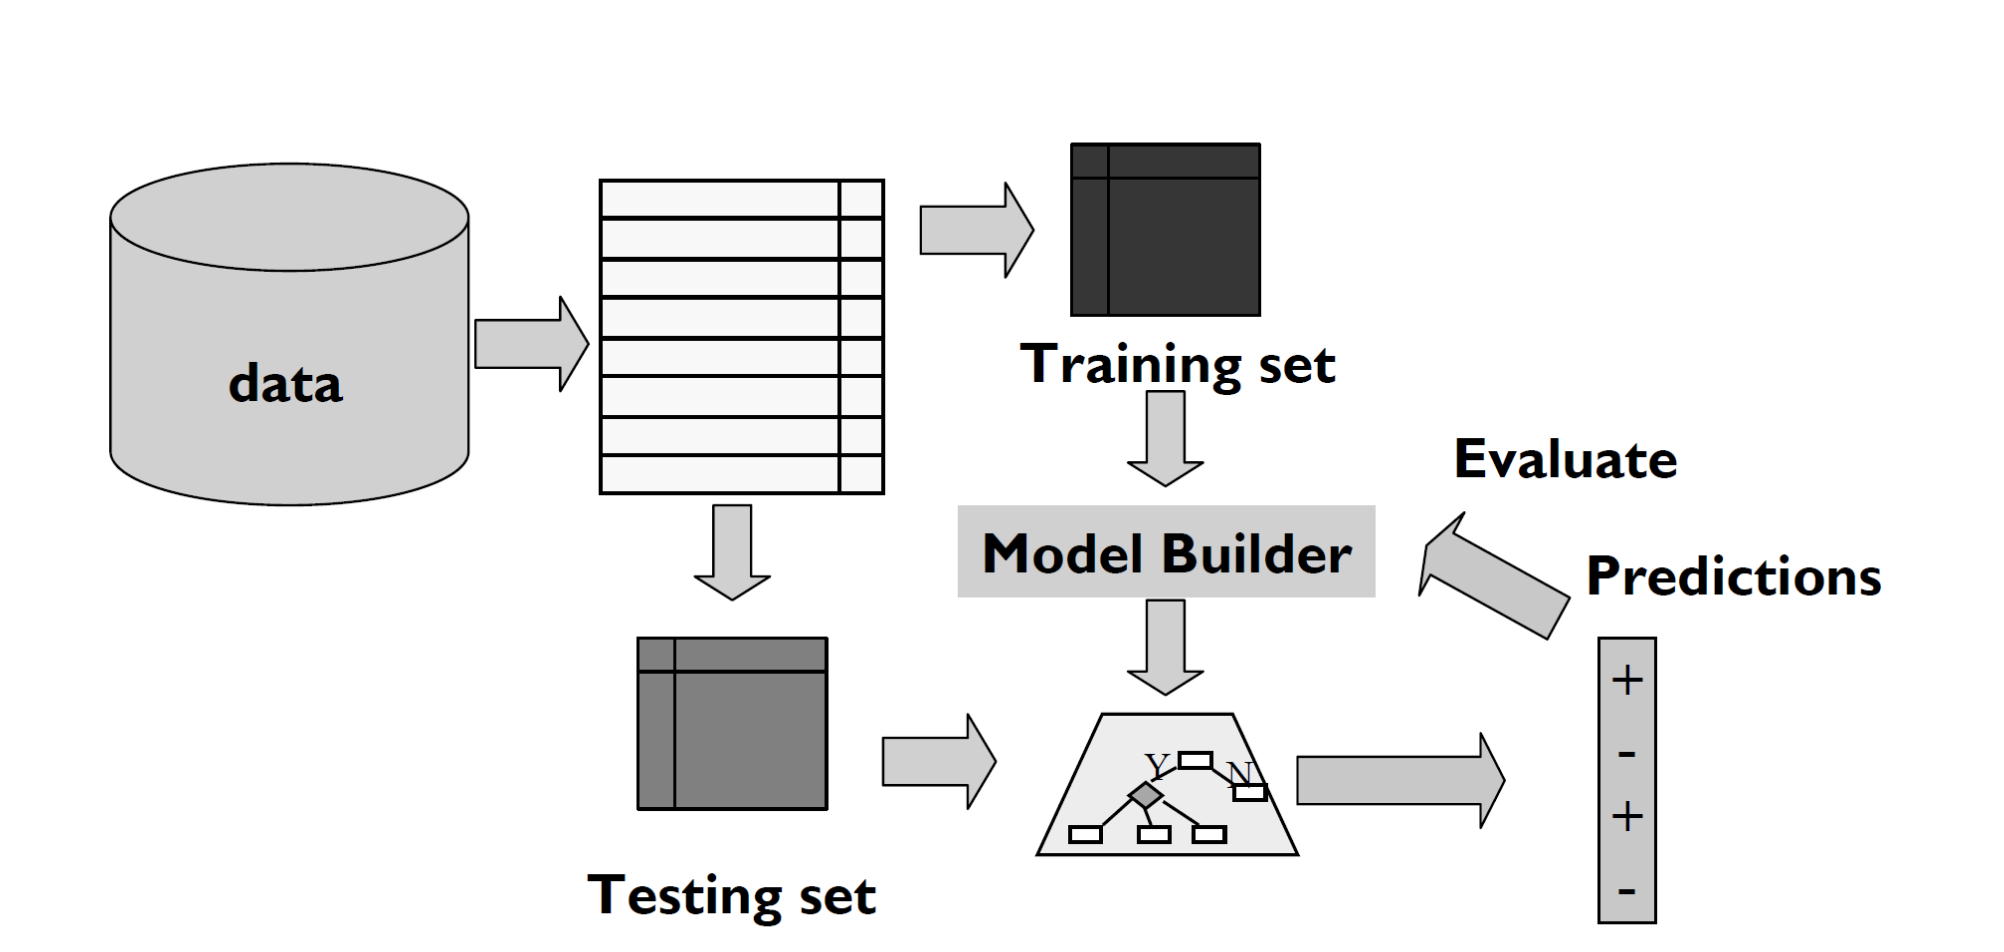 data
Training set
Evaluate
Model Builder
Predictions
Y
N
+
-
+
-
Testing set